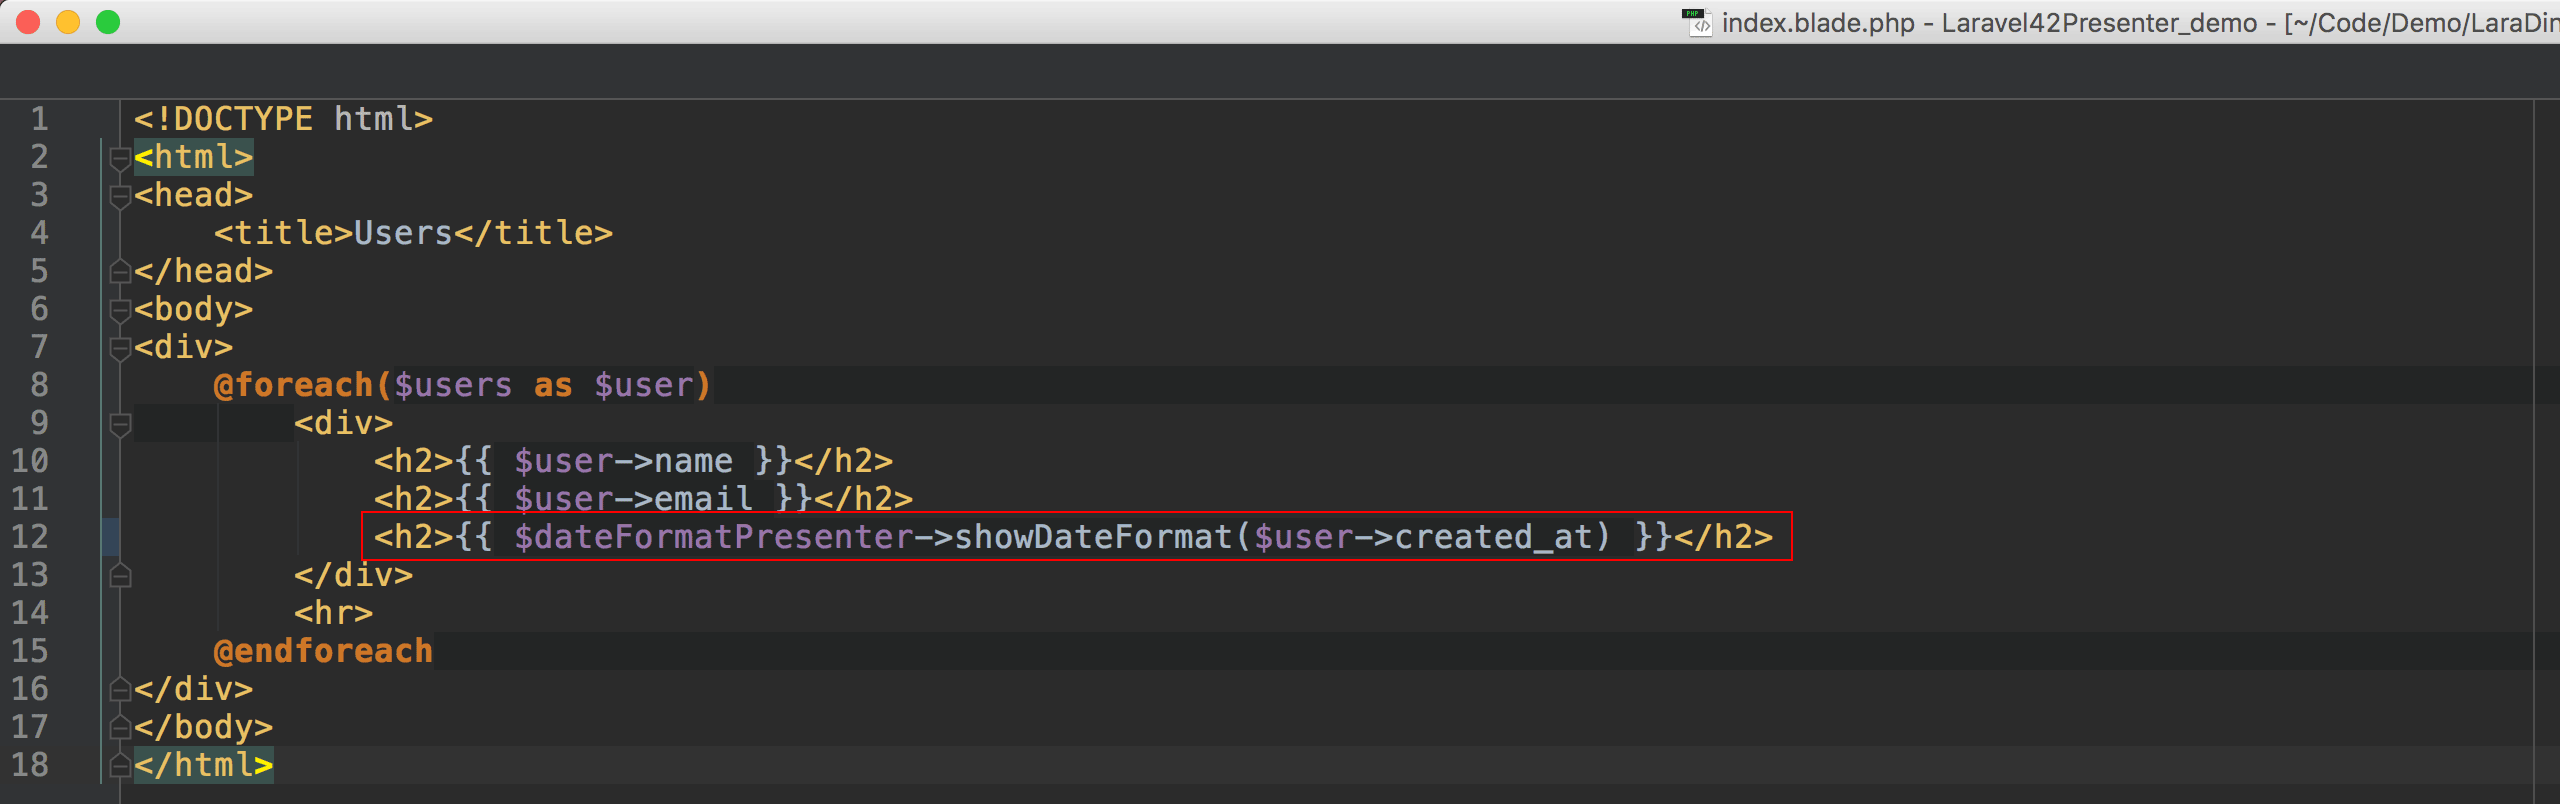 index.blade.php - Laravel42Presenter_demo - [~/Code/Demo/LaraDin
1 <!DOCTYPE html>
2 <html>
3 <head>
4     <title>Users</title>
5 </head>
6 <body>
7 <div>
8     @foreach($users as $user)
9         <div>
10             <h2>{{ $user->name }}</h2>
11             <h2>{{ $user->email }}</h2>
12             <h2>{{ $dateFormatPresenter->showDateFormat($user->created_at) }}</h2>
13         </div>
14         <hr>
15     @endforeach
16 </div>
17 </body>
18 </html>